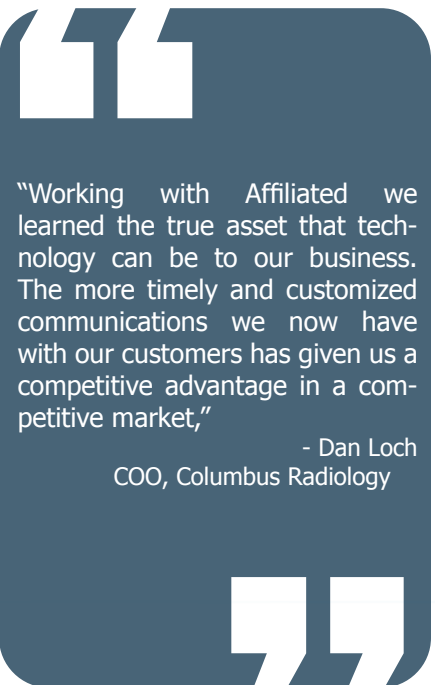 “Working with Affiliated we
learned the true asset that tech-
nology can be to our business.
The more timely and customized
communications we now have
with our customers has given us a
competitive advantage in a com-
petitive market,”
- Dan Loch
COO, Columbus Radiology